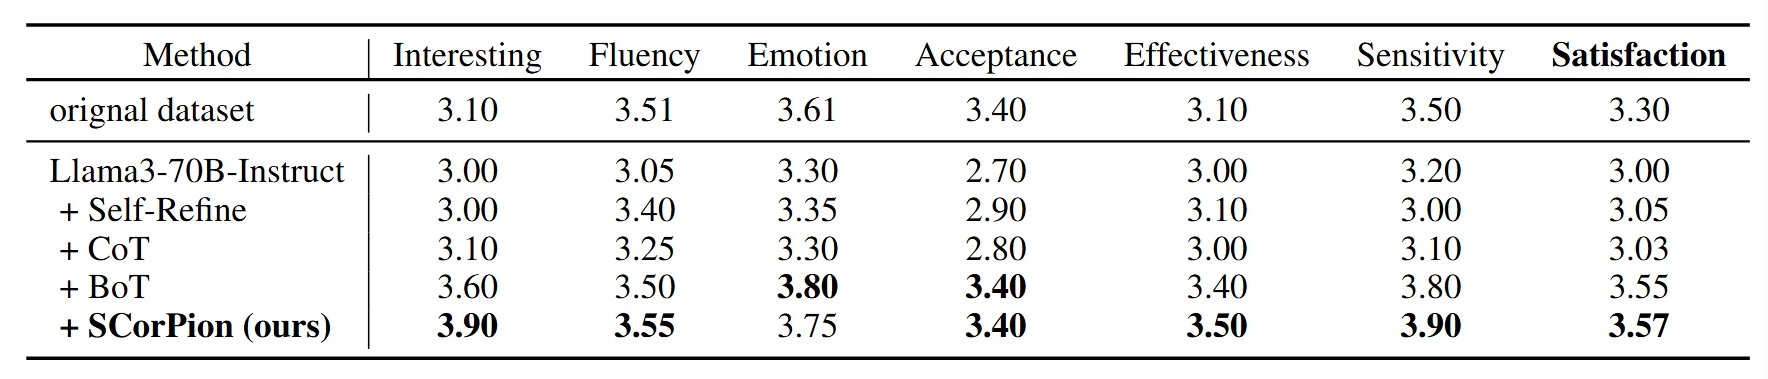 Method Interesting Fluency Emotion Acceptance Effectiveness Sensitivity Satisfaction
orignal dataset 3.10 3.51 3.61 3.40 3.10 3.50 3.30
Llama3-70B-Instruct 3.00 3.05 3.30 2.70 3.00 3.20 3.00
+ Self-Refine 3.00 3.40 3.35 2.90 3.10 3.00 3.05
+ CoT 3.10 3.25 3.30 2.80 3.00 3.10 3.03
+ BoT 3.60 3.50 3.80 3.40 3.40 3.80 3.55
+ SCorPion (ours) 3.90 3.55 3.75 3.40 3.50 3.90 3.57